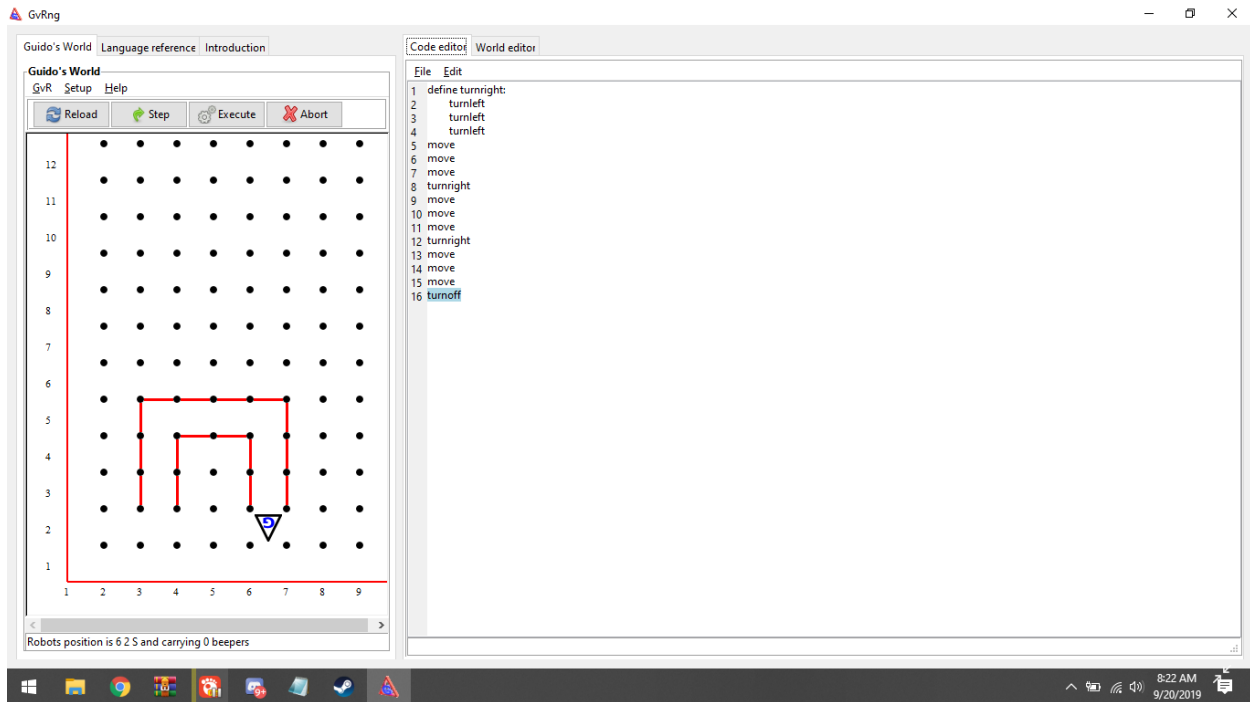 GvRng
Guido's World Language reference Introduction
Guido's World
GvR Setup Help
Reload Step Execute Abort
12
11
10
9
8
7
6
5
4
3
2
1
G
1 2 3 4 5 6 7 8 9
Robots position is 6 2 S and carrying 0 beepers
Code editor World editor
File Edit
1 define turnright:
2 turnleft
3 turnleft
4 turnleft
5 move
6 move
7 move
8 turnright
9 move
10 move
11 move
12 turnright
13 move
14 move
15 move
16 turnoff
9+
8:22 AM
9/20/2019